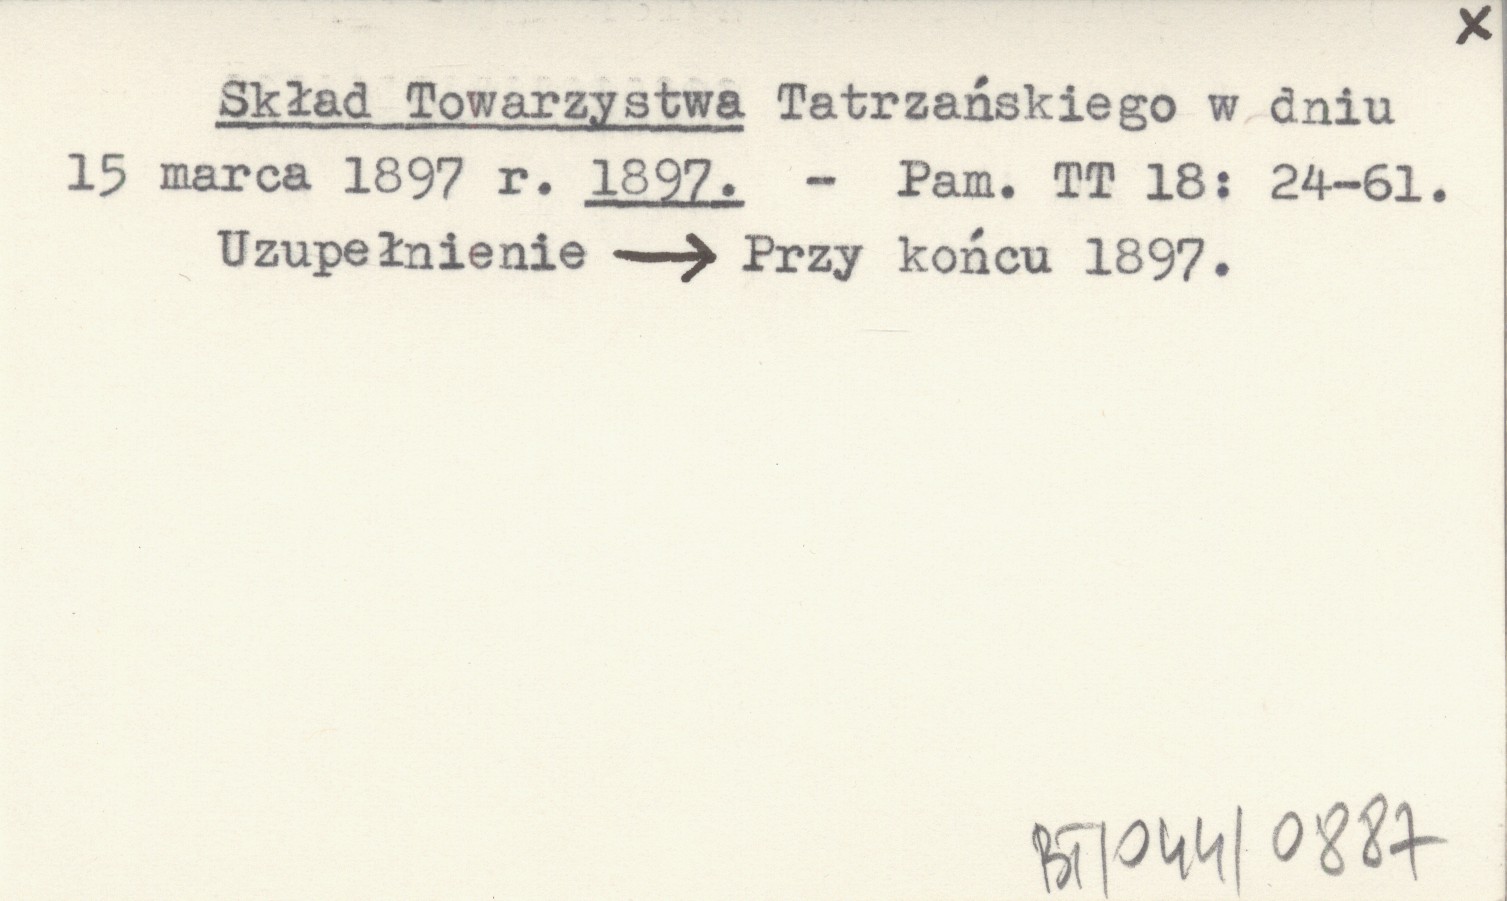 x
Skład Towarzystwa Tatrzańskiego w dniu
15 marca 1897 r. 1897. - Pam. TT 18: 24-61.
Uzupełnienie → Przy końcu 1897.
BT/044/0887